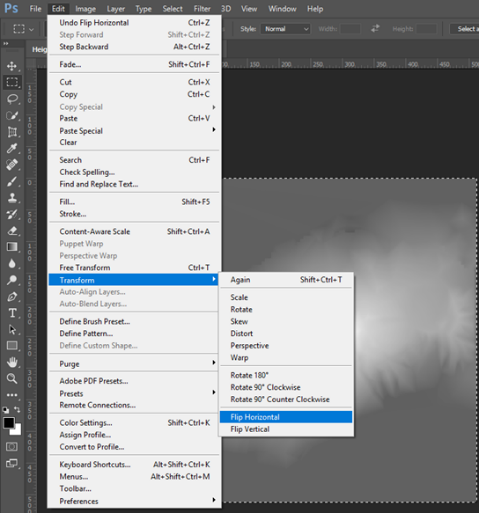 Ps File Edit Image Layer Type Select Filter 3D View Window Help
Style: Normal Width: Height: Select a
Undo Flip Horizontal Ctrl+Z
Step Forward Shift+Ctrl+Z
Step Backward Alt+Ctrl+Z
Fade... Shift+Ctrl+F
Cut Ctrl+X
Copy Ctrl+C
Copy Special
Paste Ctrl+V
Paste Special
Clear
Search Ctrl+F
Check Spelling...
Find and Replace Text...
Fill... Shift+F5
Stroke...
Content-Aware Scale Shift+Ctrl+A
Puppet Warp
Perspective Warp
Free Transform Ctrl+T
Transform
Auto-Align Layers...
Auto-Blend Layers...
Define Brush Preset...
Define Pattern...
Define Custom Shape...
Purge
Adobe PDF Presets...
Presets
Remote Connections...
Color Settings... Shift+Ctrl+K
Assign Profile...
Convert to Profile...
Keyboard Shortcuts... Alt+Shift+Ctrl+K
Menus... Alt+Shift+Ctrl+M
Toolbar...
Preferences
Again Shift+Ctrl+T
Scale
Rotate
Skew
Distort
Perspective
Warp
Rotate 180°
Rotate 90° Clockwise
Rotate 90° Counter Clockwise
Flip Horizontal
Flip Vertical